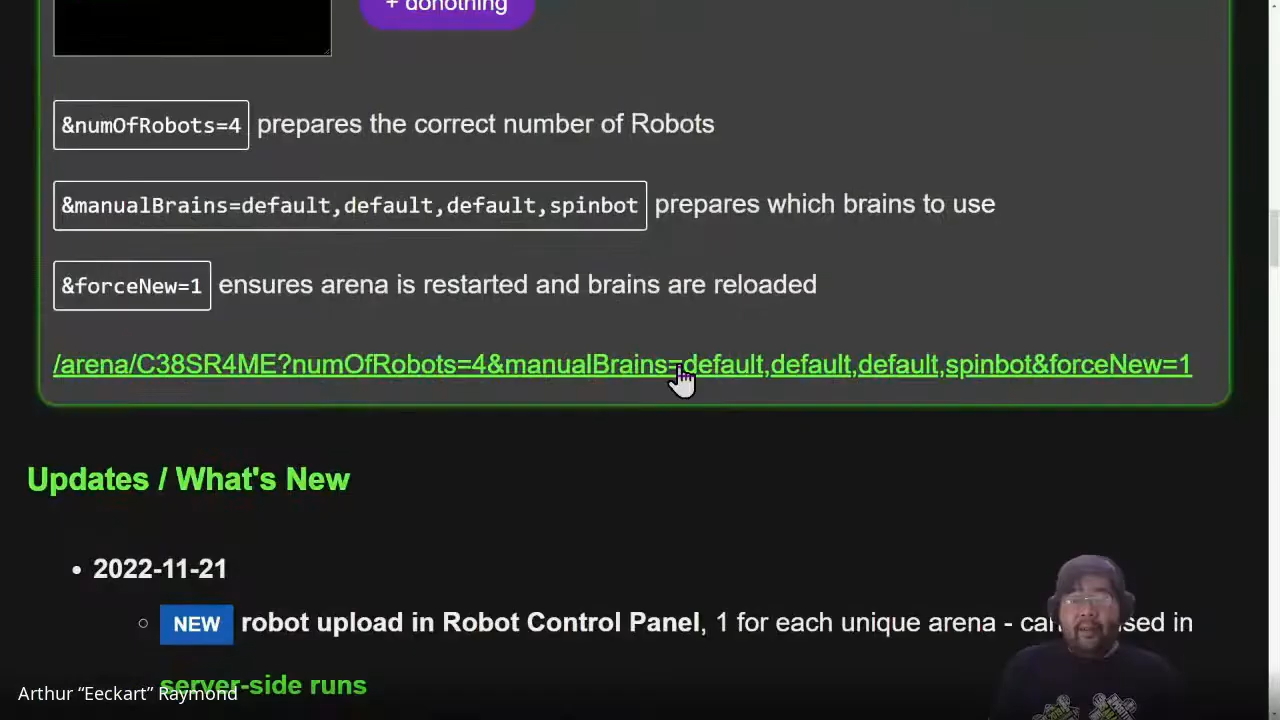 + donothing
&numOfRobots=4 prepares the correct number of Robots
&manualBrains=default,default,default,spinbot prepares which brains to use
&forceNew=1 ensures arena is restarted and brains are reloaded
/arena/C38SR4ME?numOfRobots=4&manualBrains=default,default,default,spinbot&forceNew=1
Updates / What's New
• 2022-11-21
○ NEW robot upload in Robot Control Panel, 1 for each unique arena - in
server-side runs
Arthur “Eeckart” Raymond